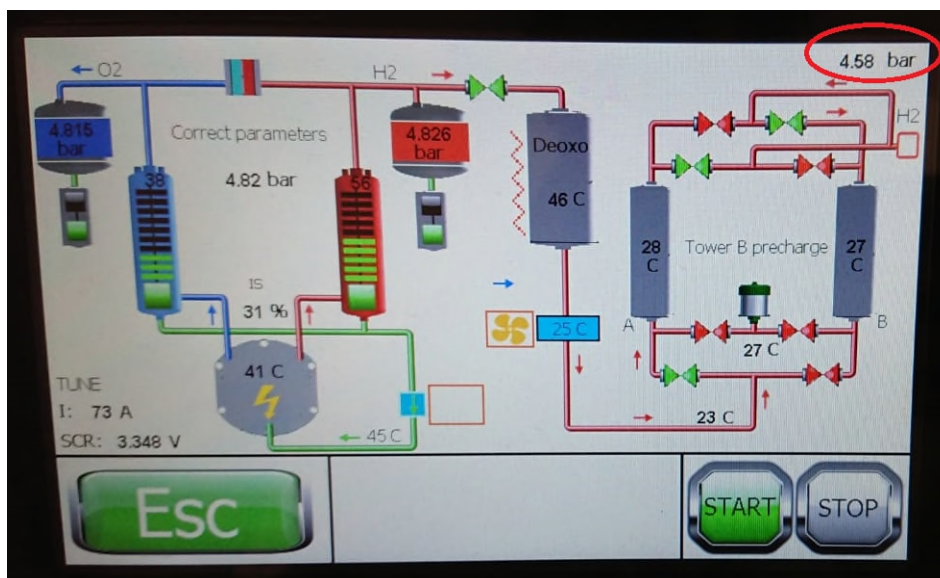 4.58 bar
O2
H2
H2
4.815
bar
Correct parameters
4.826
bar
Deoxo
38
4.82 bar
56
46 C
28
C
Tower B precharge
27
C
IS
31 %
25 C
A
B
27 C
41 C
TUNE
I: 73 A
23 C
SCR: 3.348 V
45 C
Esc
START
STOP